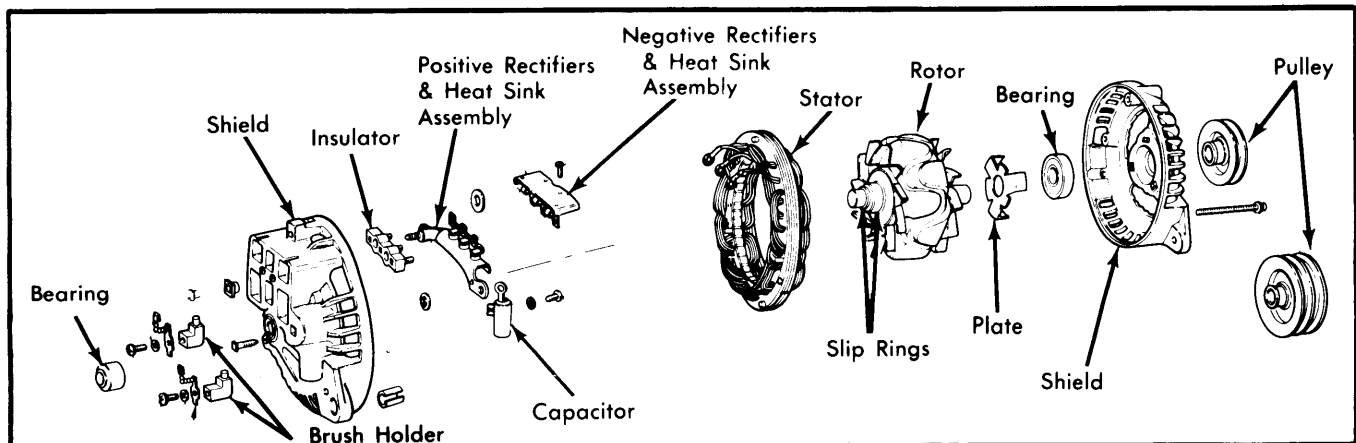 Negative Rectifiers
& Heat Sink
Assembly
Positive Rectifiers
& Heat Sink
Assembly
Rotor
Pulley
Bearing
Stator
Shield
Insulator
Bearing
Plate
Slip Rings
Shield
Capacitor
Brush Holder